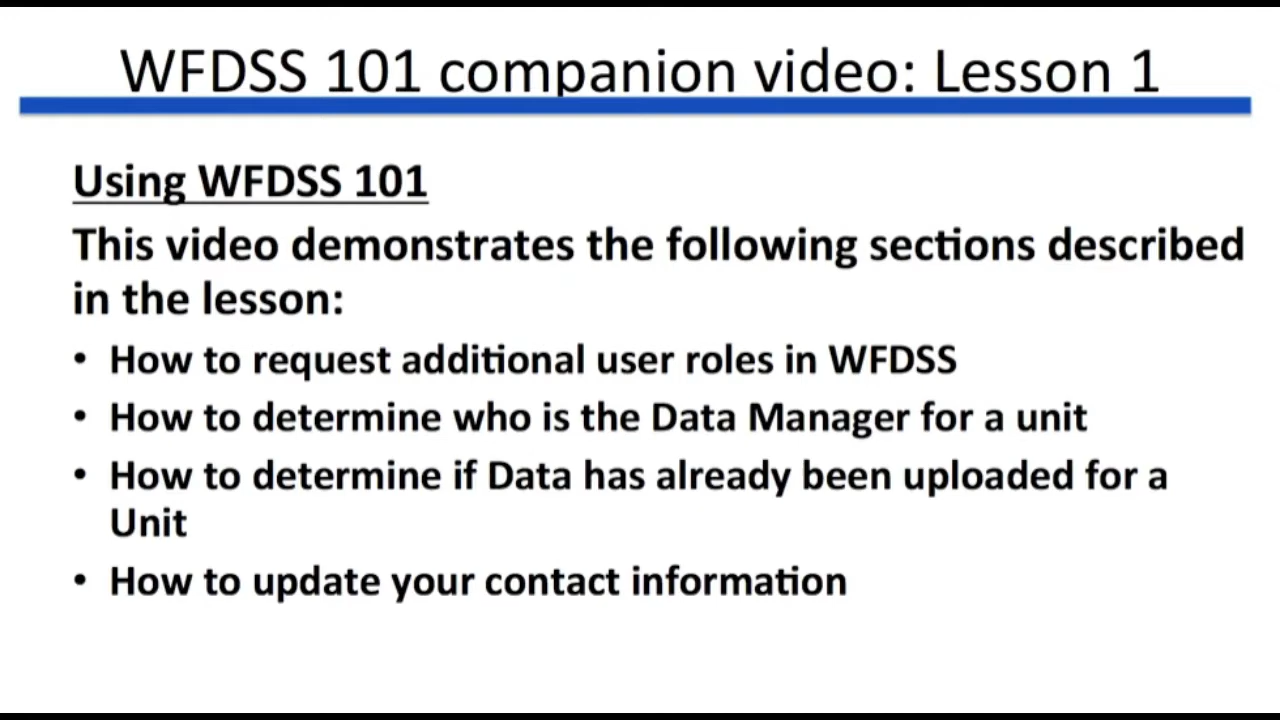 WFDSS 101 companion video: Lesson 1
Using WFDSS 101
This video demonstrates the following sections described
in the lesson:
• How to request additional user roles in WFDSS
• How to determine who is the Data Manager for a unit
• How to determine if Data has already been uploaded for a
Unit
• How to update your contact information